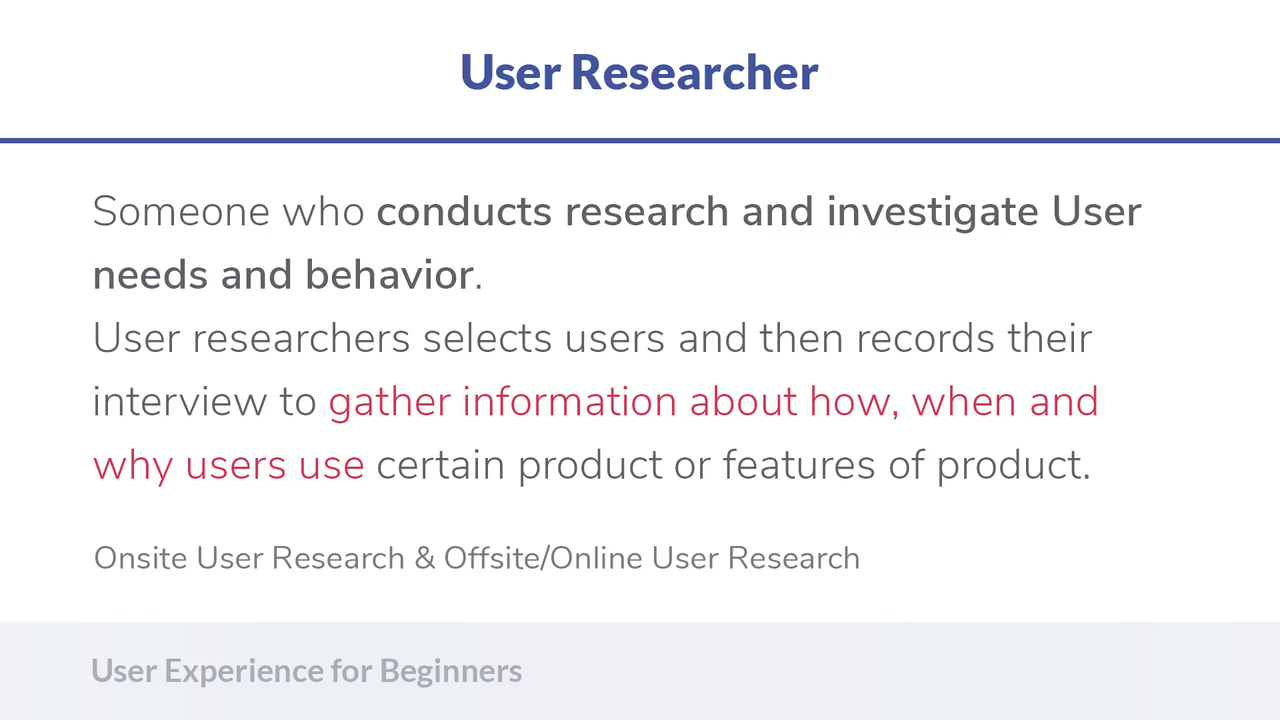 User Researcher
Someone who conducts research and investigate User
needs and behavior.
User researchers selects users and then records their
interview to gather information about how, when and
why users use certain product or features of product.
Onsite User Research & Offsite/Online User Research
User Experience for Beginners